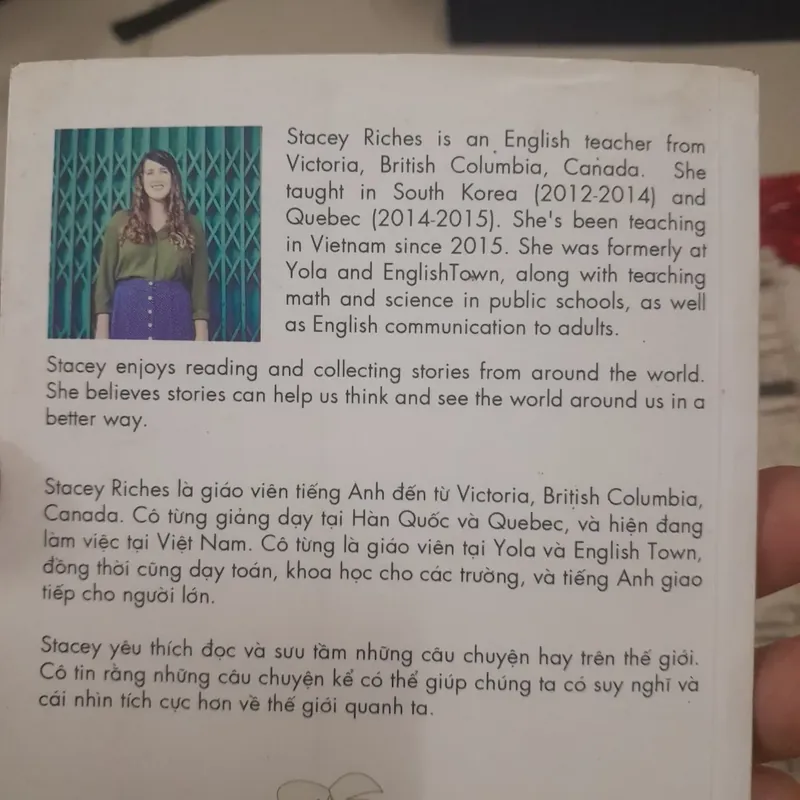 Stacey Riches is an English teacher from
Victoria, British Columbia, Canada. She
taught in South Korea (2012-2014) and
Quebec (2014-2015). She's been teaching
in Vietnam since 2015. She was formerly at
Yola and EnglishTown, along with teaching
math and science in public schools, as well
as English communication to adults.
Stacey enjoys reading and collecting stories from around the world.
She believes stories can help us think and see the world around us in a
better way.
Stacey Riches là giáo viên tiếng Anh đến từ Victoria, British Columbia,
Canada. Cô từng giảng dạy tại Hàn Quốc và Quebec, và hiện đang
làm việc tại Việt Nam. Cô từng là giáo viên tại Yola và English Town,
đồng thời cũng dạy toán, khoa học cho các trường, và tiếng Anh giao
tiếp cho người lớn.
Stacey yêu thích đọc và sưu tầm những câu chuyện hay trên thế giới.
Cô tin rằng những câu chuyện kể có thể giúp chúng ta có suy nghĩ và
cái nhìn tích cực hơn về thế giới quanh ta.